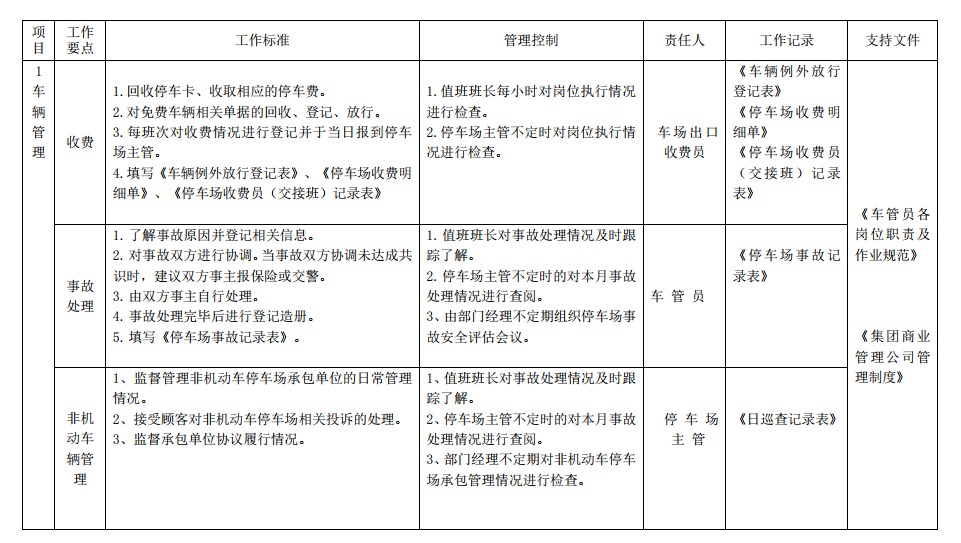 项目
工作要点
工作标准
管理控制
责任人
工作记录
支持文件
1车辆管理
收费
1.回收停车卡、收取相应的停车费。
2.对免费车辆相关单据的回收、登记、放行。
3.每班次对收费情况进行登记并于当日报到停车
场主管。
4.填写《车辆例外放行登记表》、《停车场收费明
细单》、《停车场收费员（交接班）记录表》
1.值班班长每小时对岗位执行情况
进行检查。
2.停车场主管不定时对岗位执行情
况进行检查。
车场出口
收费员
《车辆例外放行
登记表》
《停车场收费明
细单》
《停车场收费员
（交接班）记录
表》
《车管员各
岗位职责及
作业规范》
《集团商业
管理公司管
理制度》
事故
处理
1. 了解事故原因并登记相关信息。
2. 对事故双方进行协调。当事故双方协调未达成共
识时，建议双方事主报保险或交警。
3. 由双方事主自行处理。
4. 事故处理完毕后进行登记造册。
5. 填写《停车场事故记录表》。
1. 值班班长对事故处理情况及时跟
踪了解。
2. 停车场主管不定时的对本月事故
处理情况进行查阅。
3、由部门经理不定期组织停车场事
故安全评估会议。
车 管 员
《停车场事故记
录表》
非机
动车
辆管
理
1、监督管理非机动车停车场承包单位的日常管理
情况。
2、接受顾客对非机动车停车场相关投诉的处理。
3、监督承包单位协议履行情况。
1、值班班长对事故处理情况及时跟
踪了解。
2、停车场主管不定时的对本月事故
处理情况进行查阅。
3、部门经理不定期对非机动车停车
场承包管理情况进行检查。
停 车 场
主 管
《日巡查记录表》